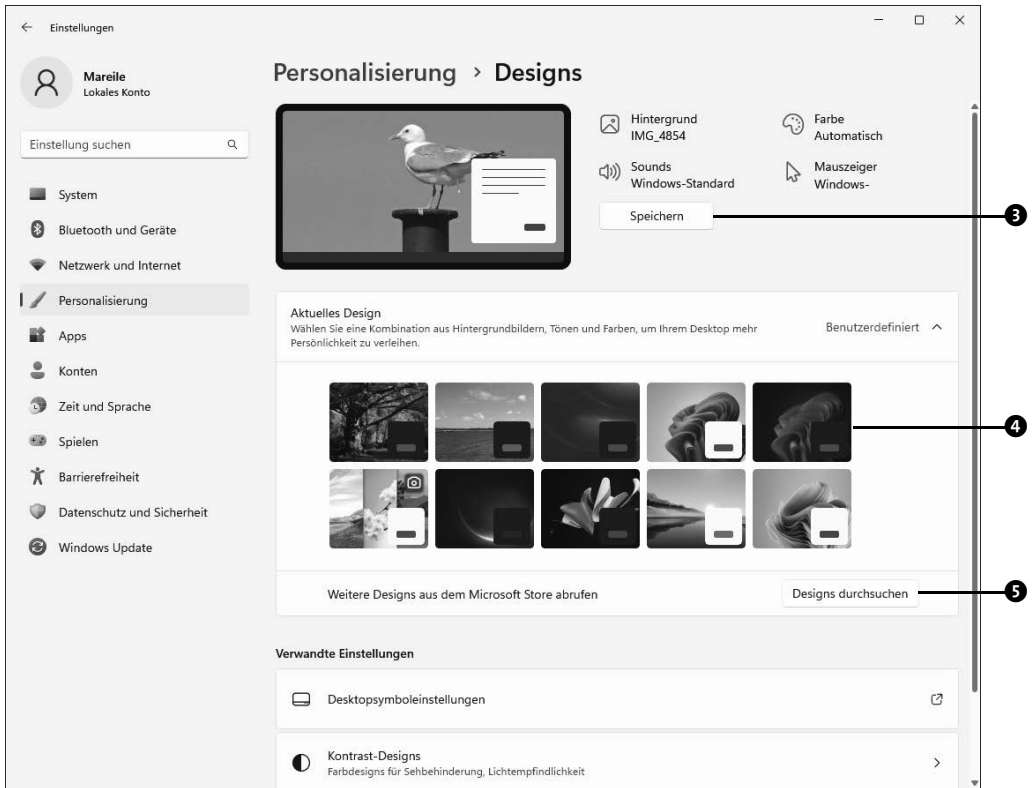 Einstellungen
Mareile
Lokales Konto
Einstellung suchen
System
Bluetooth und Geräte
Netzwerk und Internet
Personalisierung
Apps
Konten
Zeit und Sprache
Spielen
Barrierefreiheit
Datenschutz und Sicherheit
Windows Update
Personalisierung › Designs
Hintergrund
IMG_4854
Farbe
Automatisch
Sounds
Windows-Standard
Mauszeiger
Windows-
Speichern
❸
Aktuelles Design
Wählen Sie eine Kombination aus Hintergrundbildern, Tönen und Farben, um Ihrem Desktop mehr
Persönlichkeit zu verleihen.
Benutzerdefiniert
❹
Weitere Designs aus dem Microsoft Store abrufen
Designs durchsuchen
❺
Verwandte Einstellungen
Desktopsymboleinstellungen
Kontrast-Designs
Farbdesigns für Sehbehinderung, Lichtempfindlichkeit